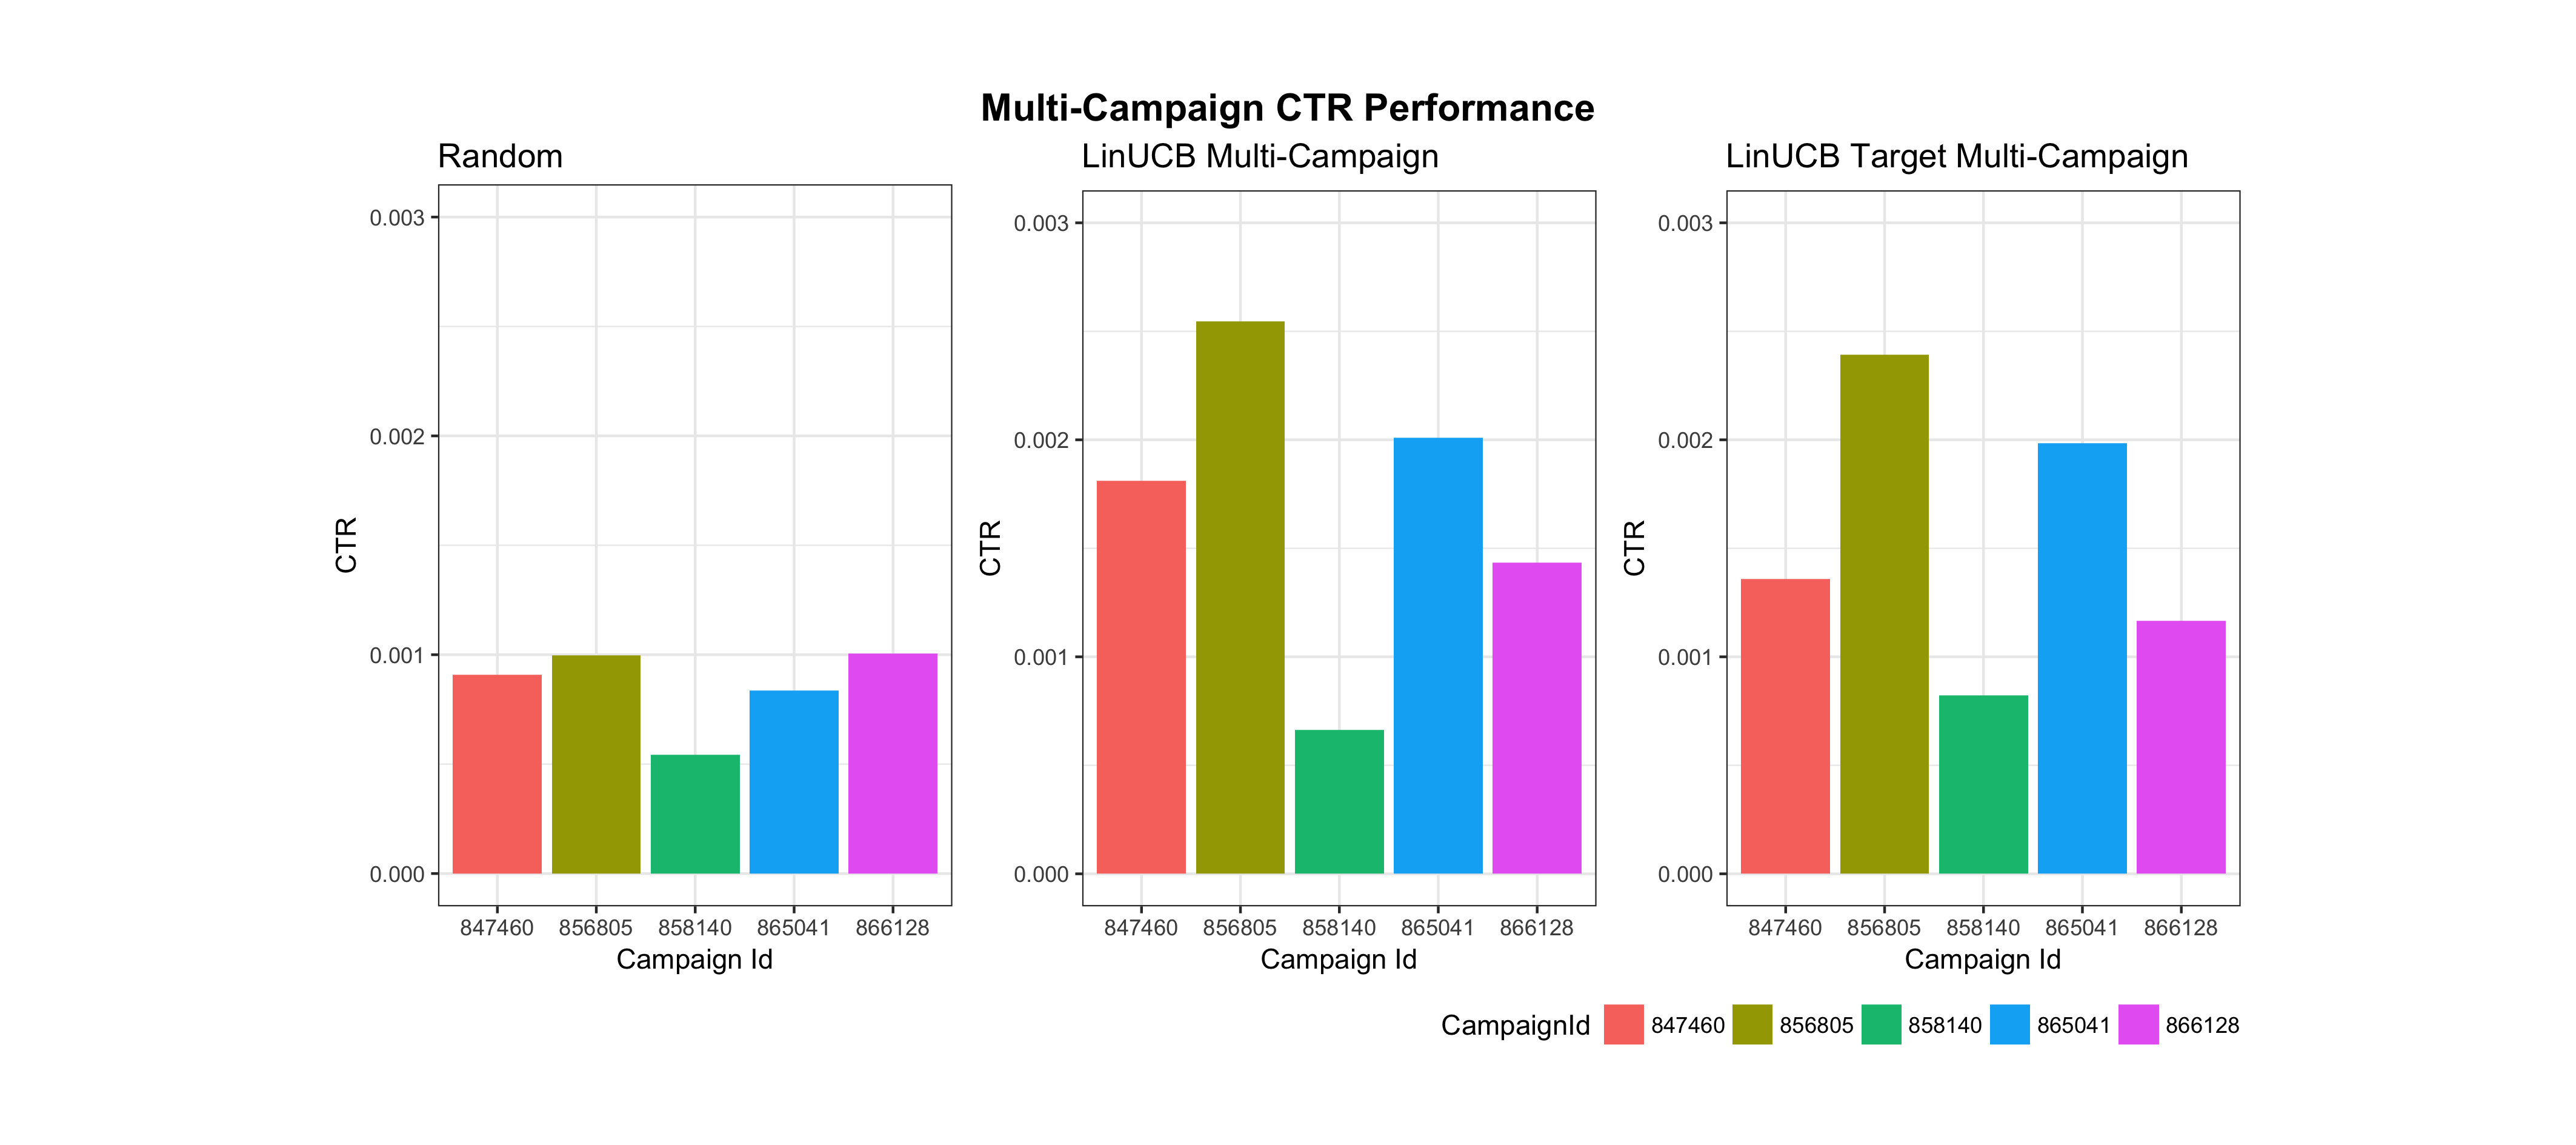 Multi-Campaign CTR Performance
Random
0.003
0.002
0.001
0.000
CTR
847460 856805 858140 865041 866128
Campaign Id
LinUCB Multi-Campaign
0.003
0.002
0.001
0.000
CTR
847460 856805 858140 865041 866128
Campaign Id
LinUCB Target Multi-Campaign
0.003
0.002
0.001
0.000
CTR
847460 856805 858140 865041 866128
Campaign Id
CampaignId 847460 856805 858140 865041 866128